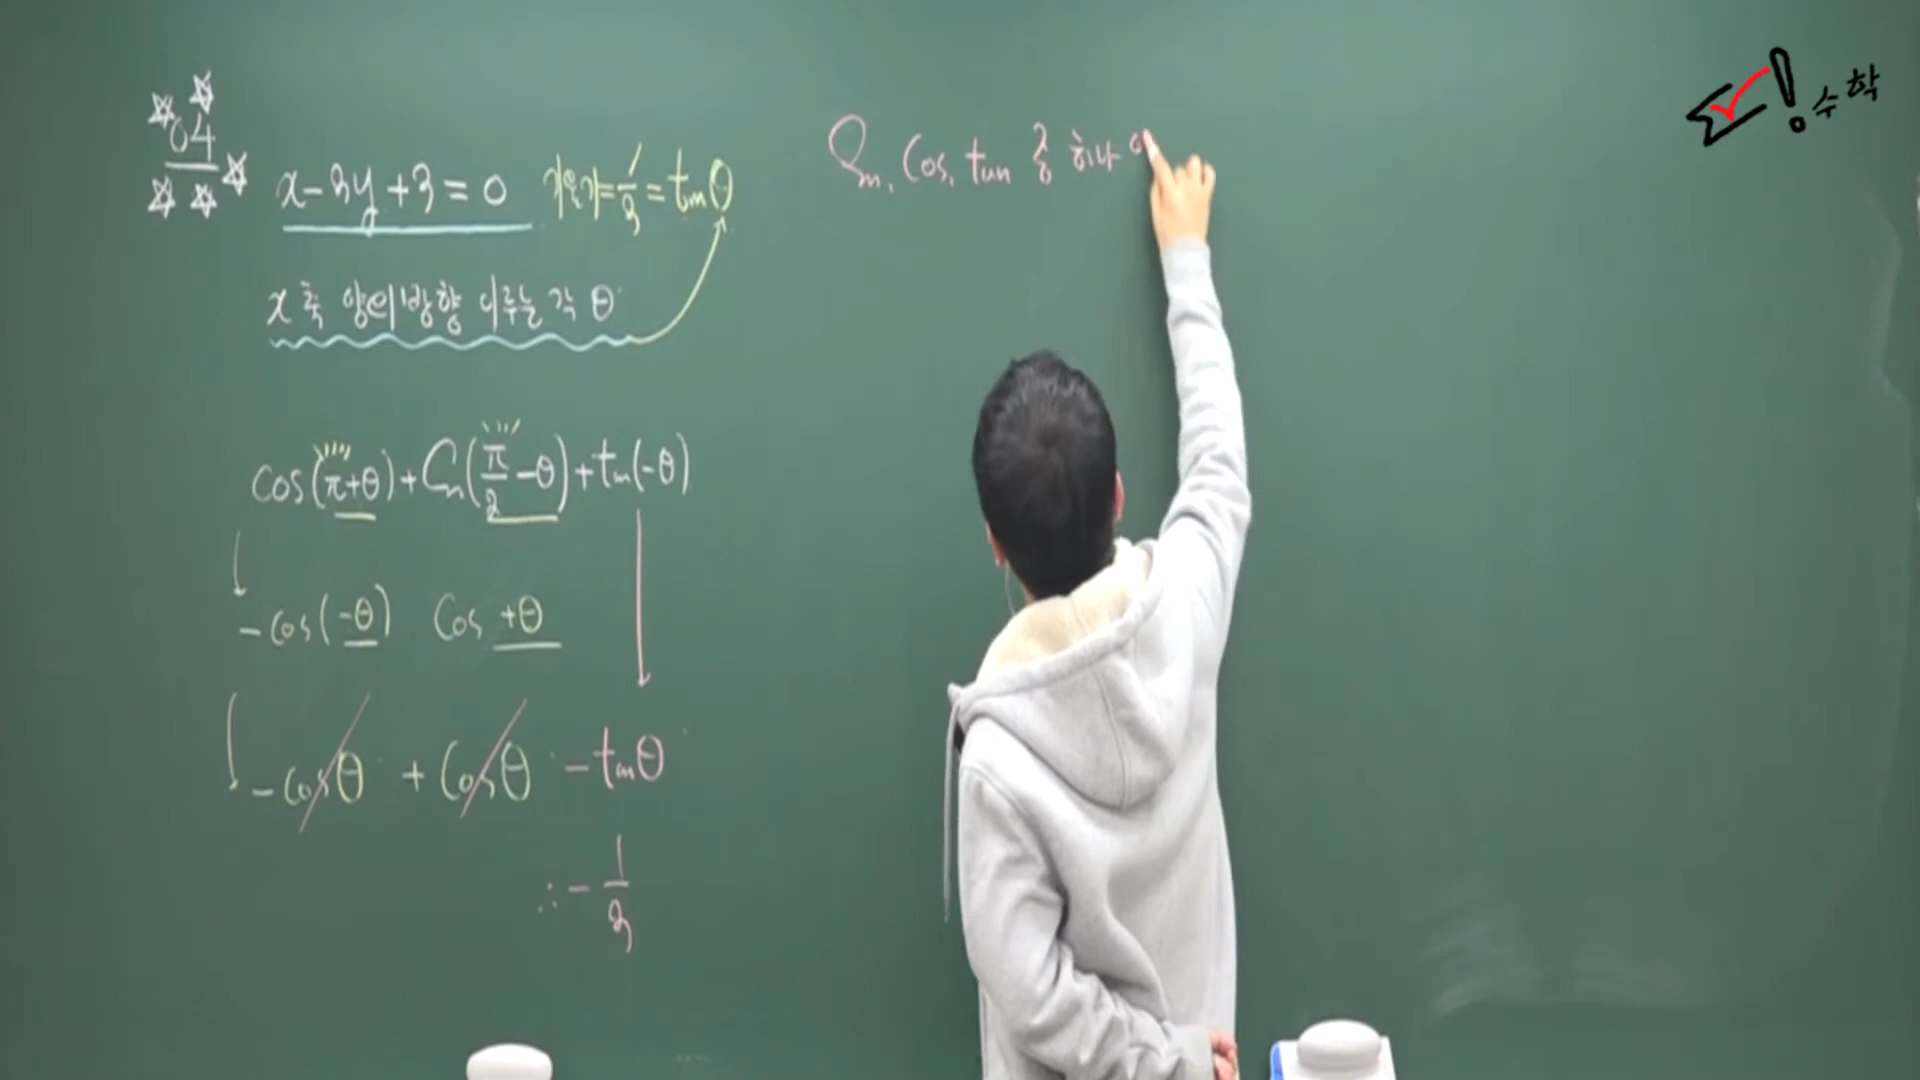 04
x-3y+3=0 기울기=1/3=tanθ
x축 양의방향 이루는 각 θ
cos(π+θ)+sin(π/2-θ)+tan(-θ)
-cos(-θ) cos +θ
-cosθ + cosθ -tanθ
∴ -1/3
sin, cos, tan 중 하나
수학